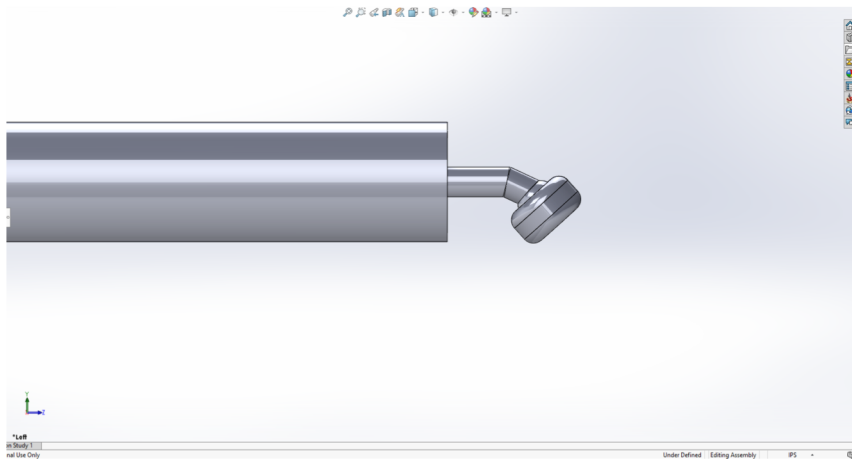 Y
Z
*Left
on Study 1
nal Use Only
Under Defined
Editing Assembly
IPS